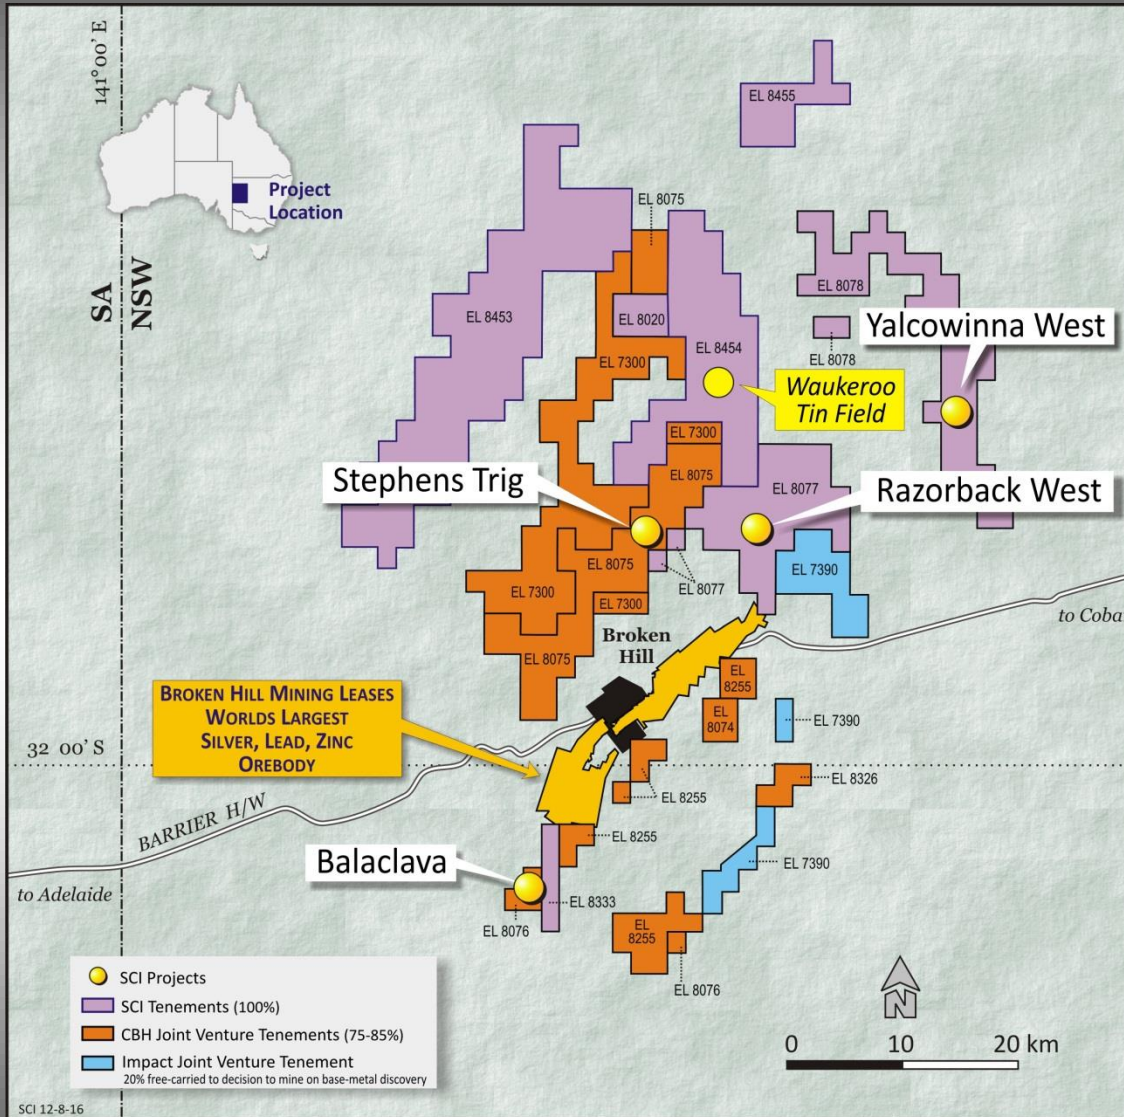 141°00' E
EL 8455
Project
Location
EL 8075
SA
NSW
EL 8078
EL 8453
EL 8020
Yalcowinna West
EL 8454
EL 8078
EL 7300
Waukeroo
Tin Field
EL 7300
Stephens Trig
EL 8075
EL 8077
Razorback West
EL 8075
EL 7390
EL 7300
EL 8077
EL 7300
to Coba
Broken
Hill
EL 8075
EL
8255
BROKEN HILL MINING LEASES
WORLDS LARGEST
SILVER, LEAD, ZINC
OREBODY
EL
8074
EL 7390
32 00' S
EL 8326
EL 8255
BARRIER H/W
EL 8255
Balaclava
EL 7390
to Adelaide
EL 8333
EL 8076
EL
8255
EL 8076
SCI Projects
SCI Tenements (100%)
CBH Joint Venture Tenements (75-85%)
Impact Joint Venture Tenement
20% free-carried to decision to mine on base-metal discovery
N
0 10 20 km
SCI 12-8-16